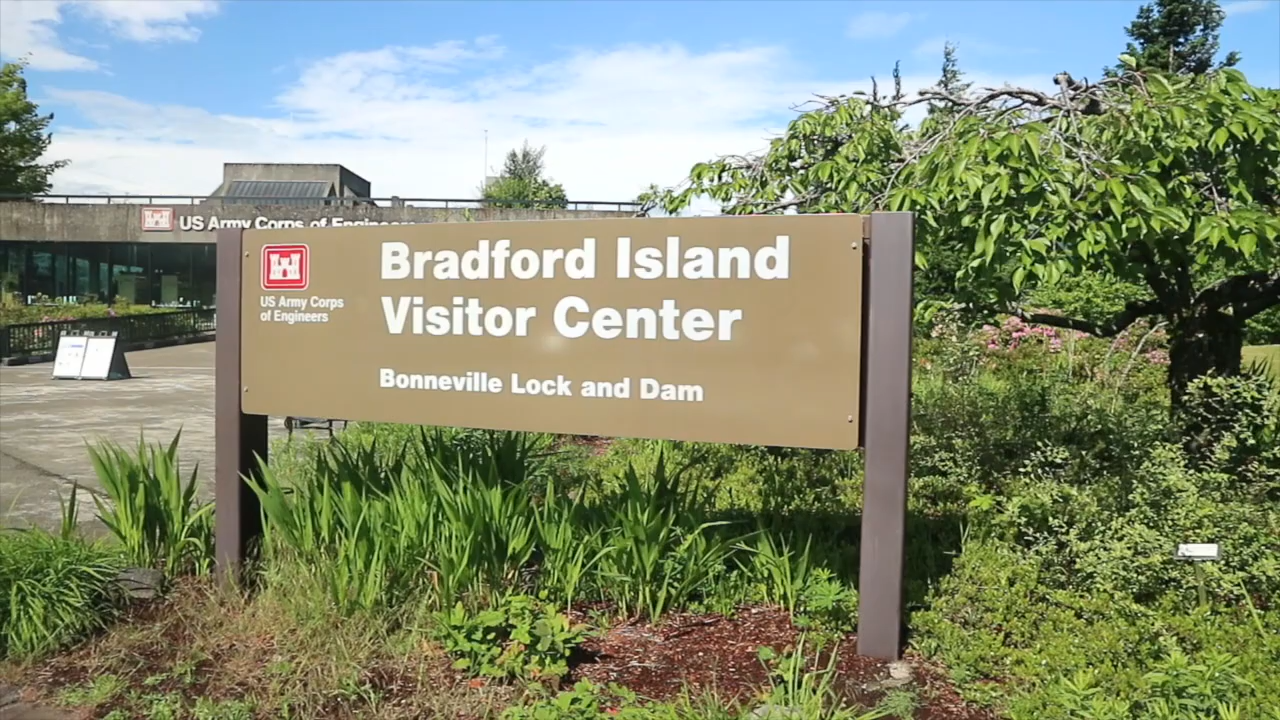 US Army Corps of Engineers
Bradford Island
Visitor Center
US Army Corps
of Engineers
Bonneville Lock and Dam